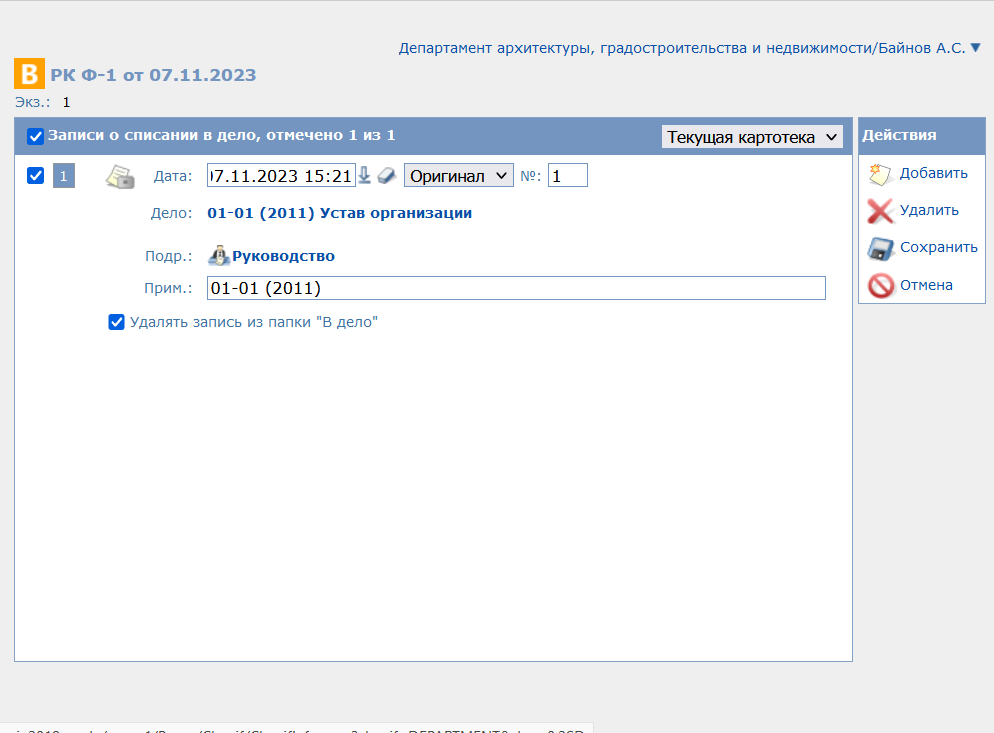 Департамент архитектуры, градостроительства и недвижимости/Байнов А.С. ▼
В РК Ф-1 от 07.11.2023
Экз.: 1
Записи о списании в дело, отмечено 1 из 1 Текущая картотека
1 Дата: 07.11.2023 15:21 Оригинал №: 1
Дело: 01-01 (2011) Устав организации
Подр.: Руководство
Прим.: 01-01 (2011)
Удалять запись из папки "В дело"
Действия
Добавить
Удалить
Сохранить
Отмена